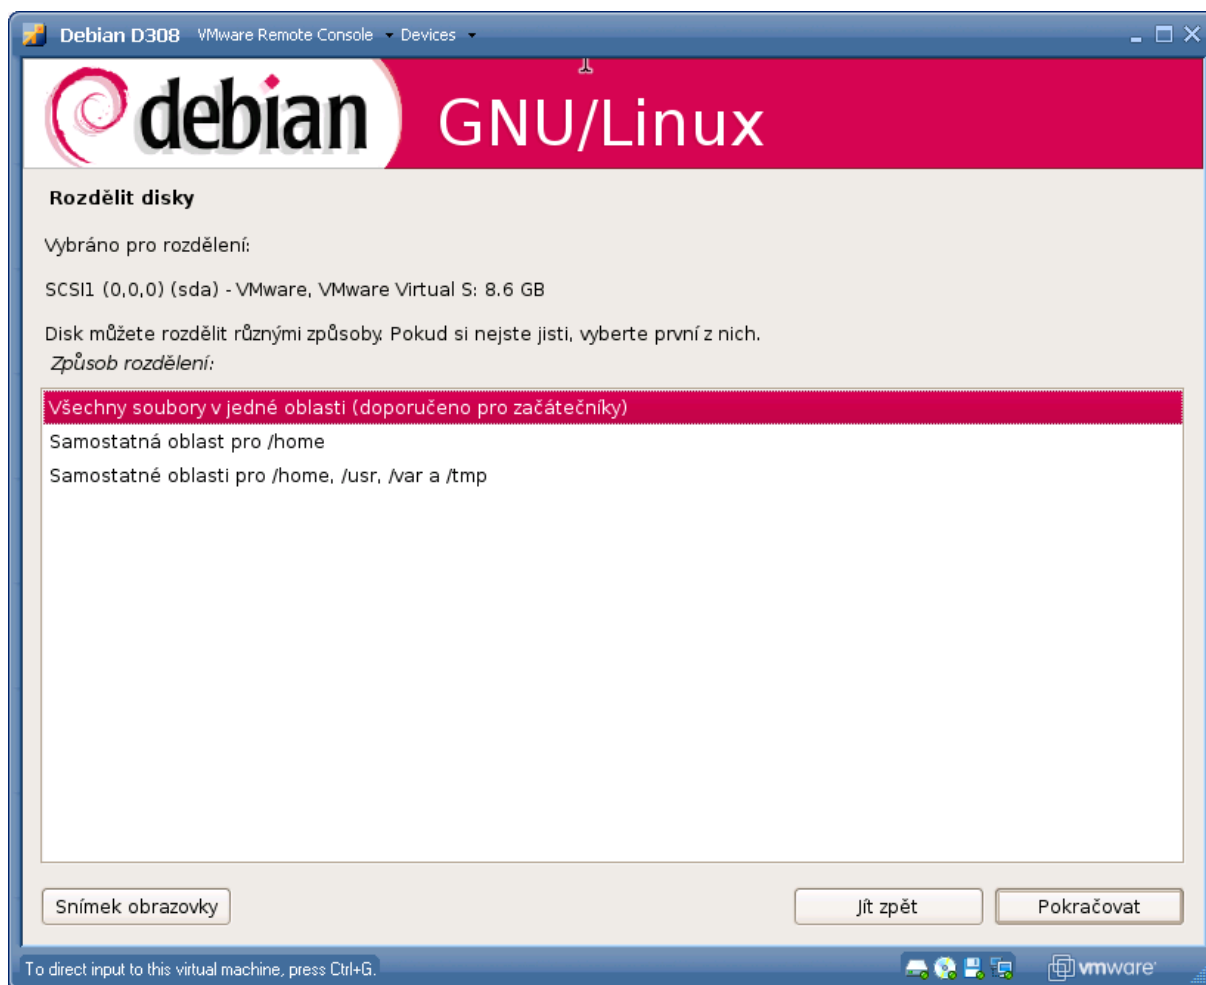 Debian D308 VMware Remote Console Devices
debian GNU/Linux
Rozdělit disky
Vybráno pro rozdělení:
SCSI1 (0,0,0) (sda) - VMware, VMware Virtual S: 8.6 GB
Disk můžete rozdělit různými způsoby. Pokud si nejste jisti, vyberte první z nich.
Způsob rozdělení:
Všechny soubory v jedné oblasti (doporučeno pro začátečníky)
Samostatná oblast pro /home
Samostatné oblasti pro /home, /usr, /var a /tmp
Snímek obrazovky
Jít zpět
Pokračovat
To direct input to this virtual machine, press Ctrl+G.
vmware